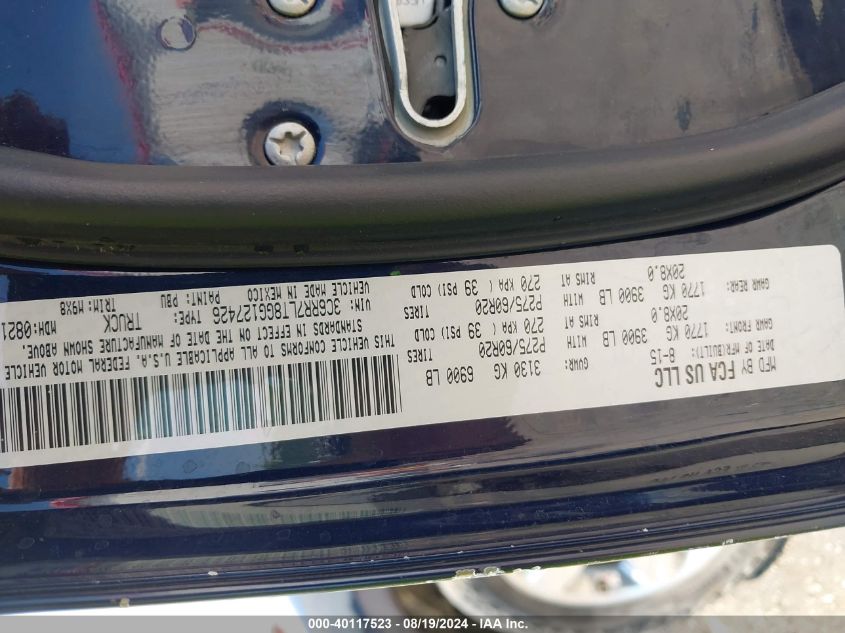 MFD BY FCA US LLC
DATE OF MFR(BUILT): 8-15
GVWR: 3130 KG 6900 LB
GAWR FRONT: 1770 KG 3900 LB WITH P275/60R20 TIRES
20X8.0 RIMS AT 270 KPA ( 39 PSI) COLD
GAWR REAR: 1770 KG 3900 LB WITH P275/60R20 TIRES
20X8.0 RIMS AT 270 KPA ( 39 PSI) COLD
THIS VEHICLE CONFORMS TO ALL APPLICABLE U.S.A. FEDERAL MOTOR VEHICLE
STANDARDS IN EFFECT ON THE DATE OF MANUFACTURE SHOWN ABOVE.
VIN: 3C6RR7LT8GG127426 TYPE: TRUCK MDH:0821
VEHICLE MADE IN MEXICO PAINT: PBU TRIM: M9X8
000-40117523 - 08/19/2024 - IAA Inc.